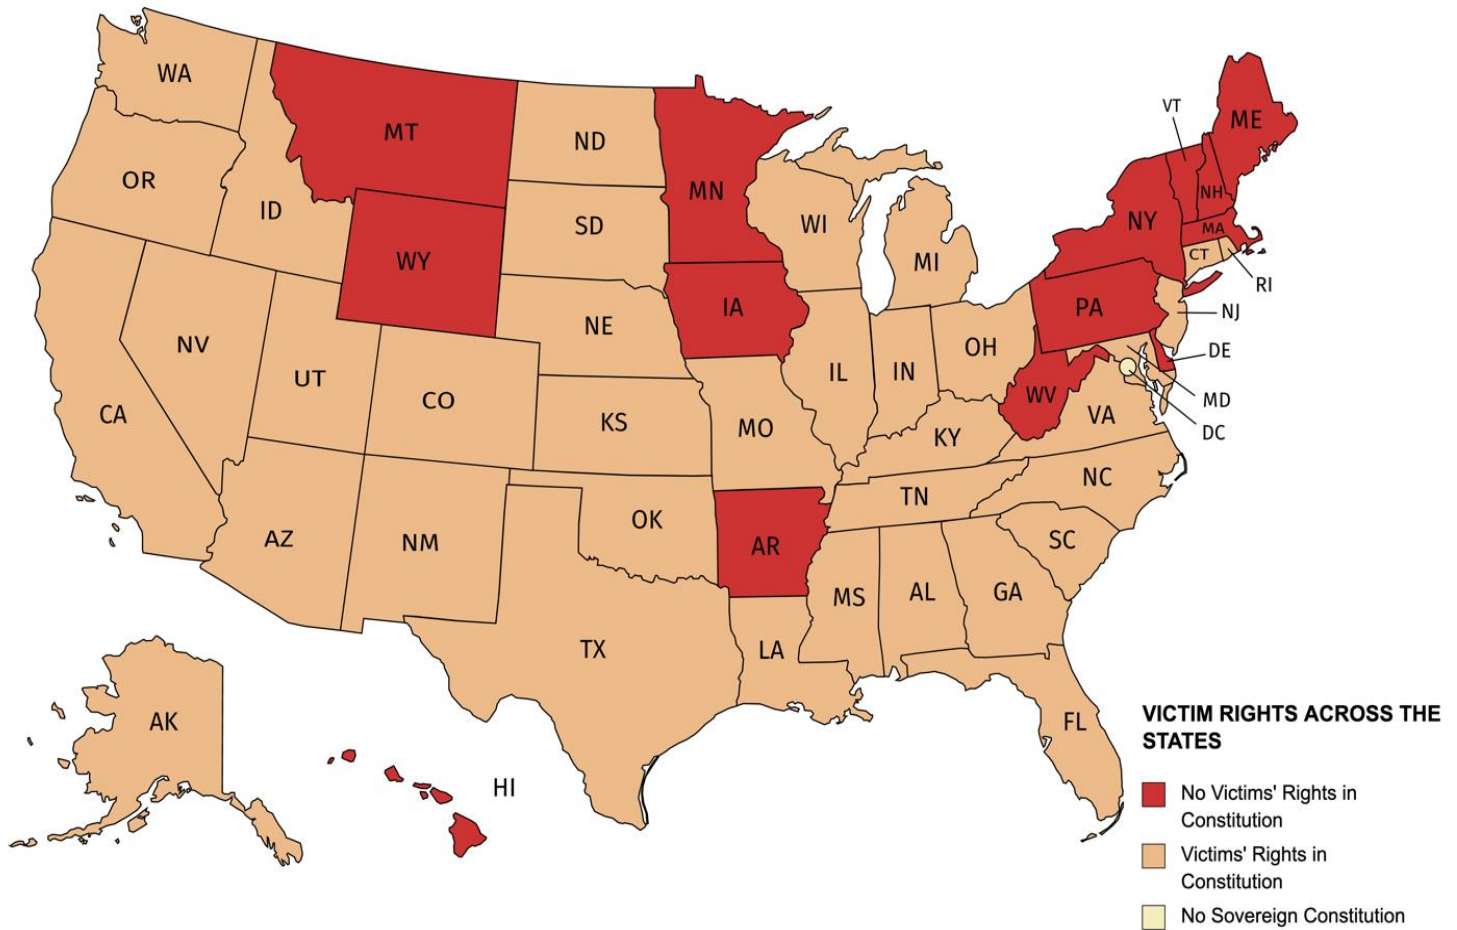 WA
MT
ND
MN
VT
ME
OR
ID
SD
WI
MI
NY
NH
MA
CT
RI
WY
IA
PA
NJ
NE
NV
UT
CO
IL
IN
OH
DE
WV
MD
DC
CA
KS
MO
KY
VA
AZ
NM
OK
AR
TN
NC
SC
MS
AL
GA
TX
LA
AK
HI
FL
VICTIM RIGHTS ACROSS THE
STATES
No Victims' Rights in
Constitution
Victims' Rights in
Constitution
No Sovereign Constitution